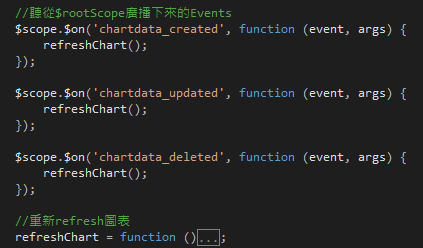 //聽從$rootScope廣播下來的Events
$scope.$on('chartdata_created', function (event, args) {
    refreshChart();
});
$scope.$on('chartdata_updated', function (event, args) {
    refreshChart();
});
$scope.$on('chartdata_deleted', function (event, args) {
    refreshChart();
});
//重新refresh圖表
refreshChart = function ()...;